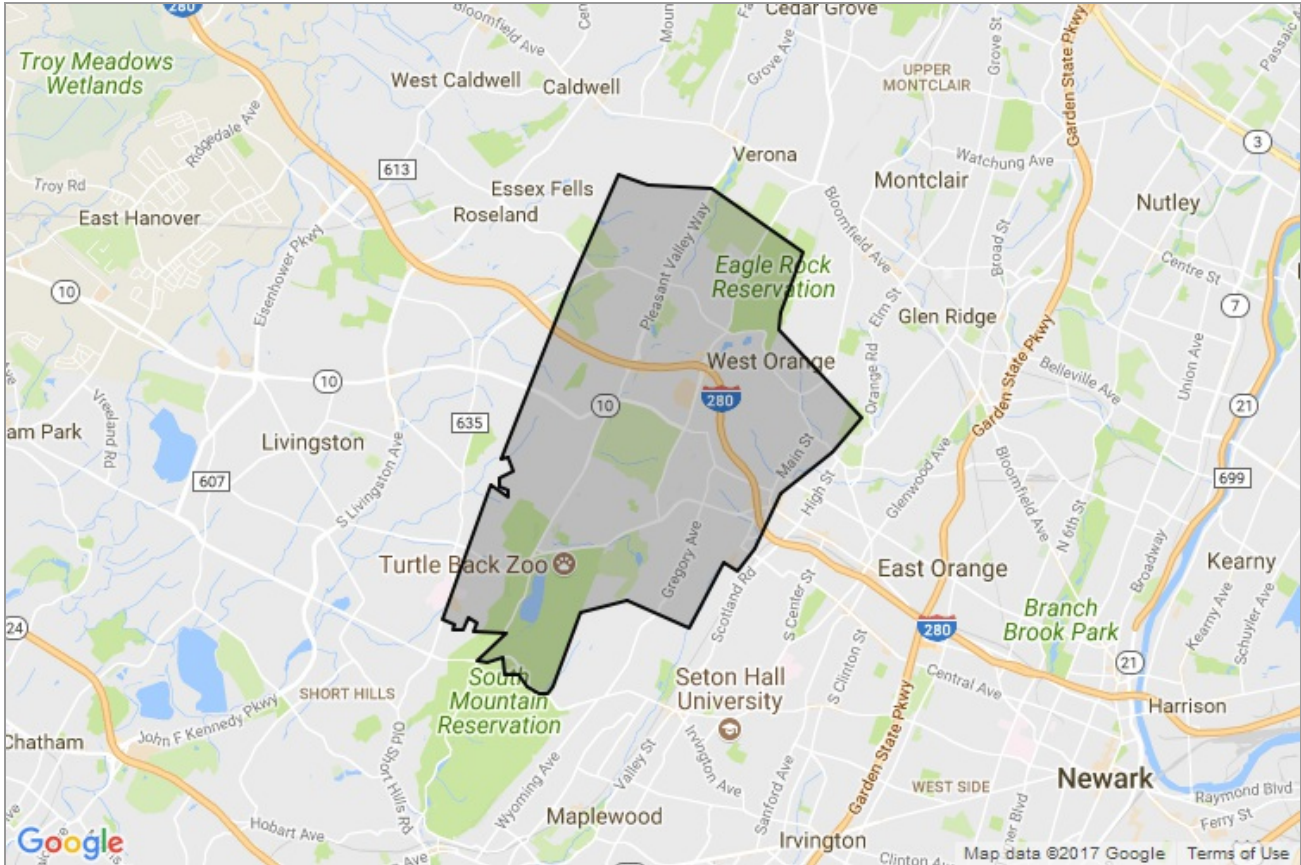 280
Bloomfield Ave
Cedar Grove
Troy Meadows
Wetlands
West Caldwell
Caldwell
Grove Ave
Grove St
Garden State Pkwy
UPPER
MONTCLAIR
Ridgedale Ave
3
613
Verona
Watchung Ave
Troy Rd
Essex Fells
Montclair
East Hanover
Roseland
Nutley
Eisenhower Pkwy
Pleasant Valley Way
Bloomfield Ave
Broad St
Centre St
10
Eagle Rock
Reservation
7
Elm St
Glen Ridge
Garden State Pkwy
West Orange
Belleville Ave
Union Ave
10
280
10
Orange Rd
21
Vreeland Rd
635
am Park
Livingston
Main St
607
S Livingston Ave
High St
Glenwood Ave
Bloomfield Ave
699
N 6th St
Broadway
Turtle Back Zoo
Gregory Ave
Scotland Rd
East Orange
Kearny
S Center St
Branch
Brook Park
Kearny Ave
Schuyler Ave
24
280
21
South
Mountain
Reservation
SHORT HILLS
Seton Hall
University
S Clinton St
Central Ave
Harrison
John F Kennedy Pkwy
Old Short Hills Rd
Chatham
Wyoming Ave
Valley St
Irvington Ave
Sanford Ave
Garden State Pkwy
WEST SIDE
Newark
Raymond Blvd
Ferry St
Maplewood
Hobart Ave
Irvington
Clinton Ave
Google
Map data ©2017 Google
Terms of Use